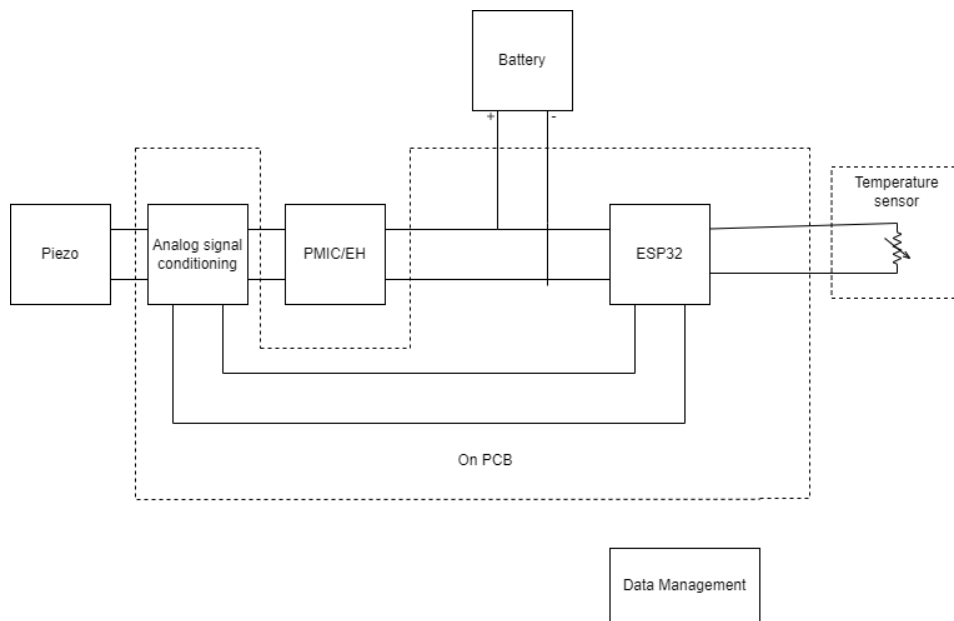 Battery
+ -
Temperature
sensor
Piezo
Analog signal
conditioning
PMIC/EH
ESP32
On PCB
Data Management